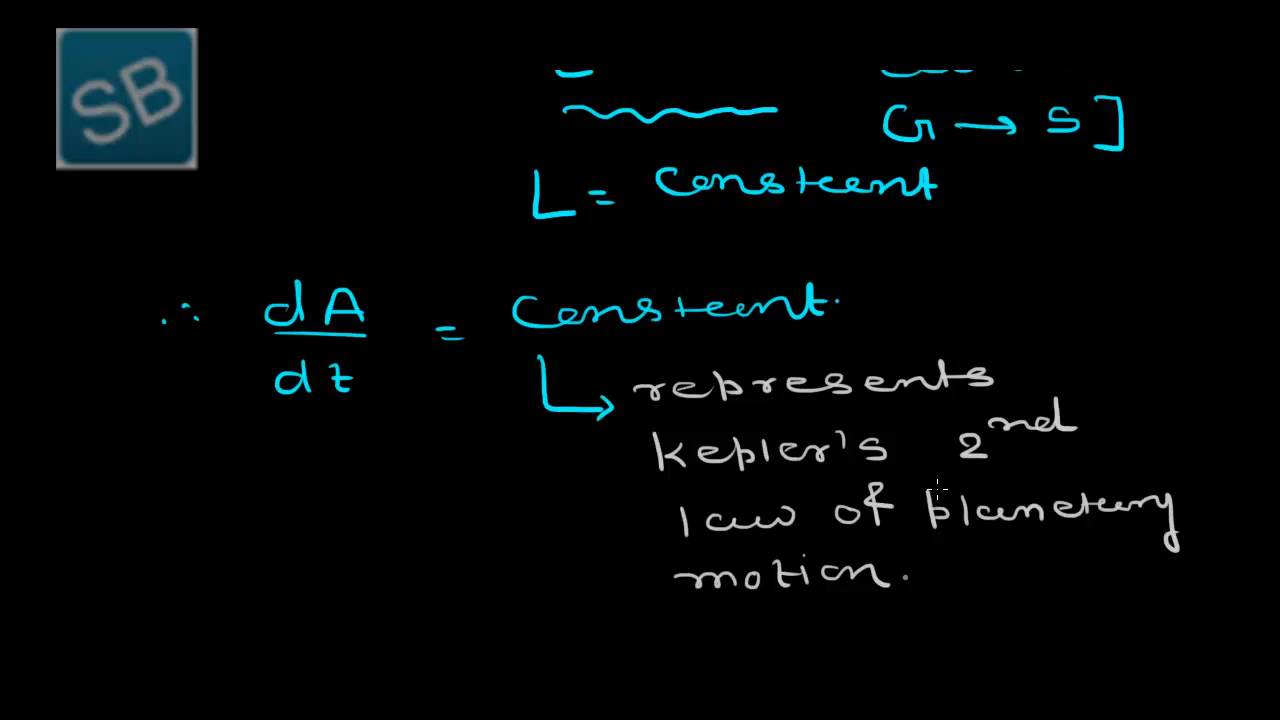 SB
G → S]
L = Constant
∴ dA/dt = Constant.
represents
kepler's 2nd
law of planetary
motion.